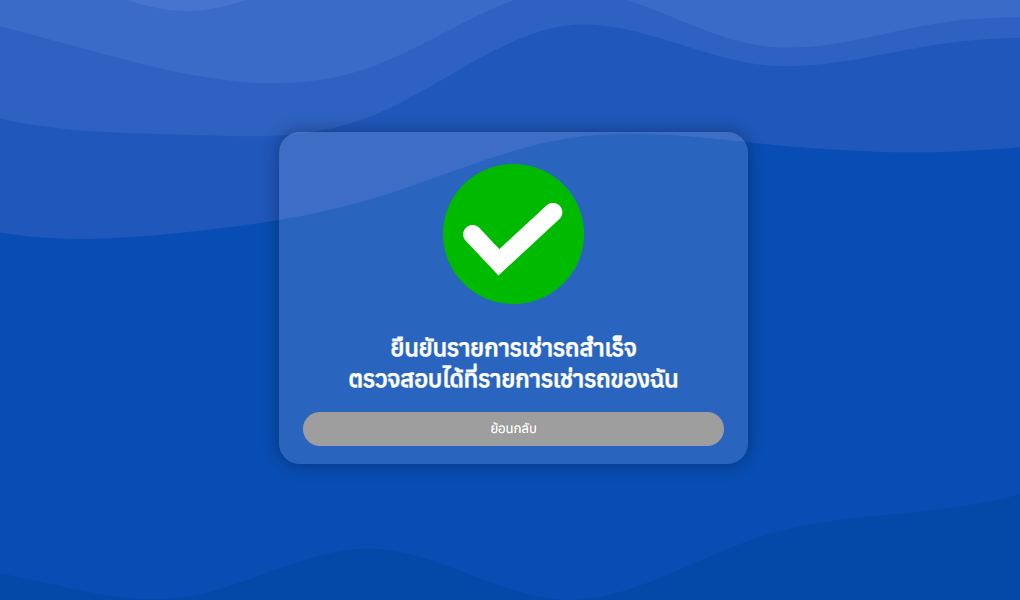 ยืนยันรายการเช่ารถสำเร็จ
ตรวจสอบได้ที่รายการเช่ารถของฉัน
ย้อนกลับ